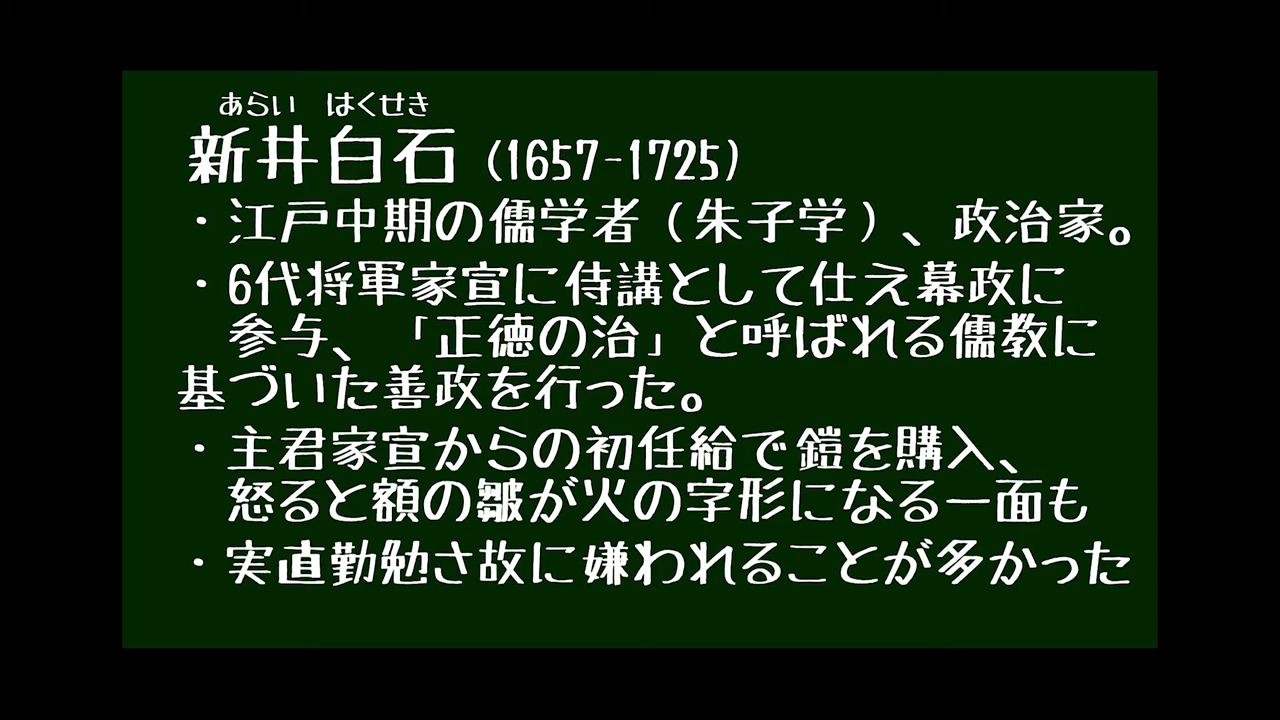 あらい はくせき
新井白石 (1657-1725)
・江戸中期の儒学者（朱子学）、政治家。
・6代将軍家宣に侍講として仕え幕政に
参与、「正徳の治」と呼ばれる儒教に
基づいた善政を行った。
・主君家宣からの初任給で鎧を購入、
怒ると額の皺が火の字形になる一面も
・実直勤勉さ故に嫌われることが多かった